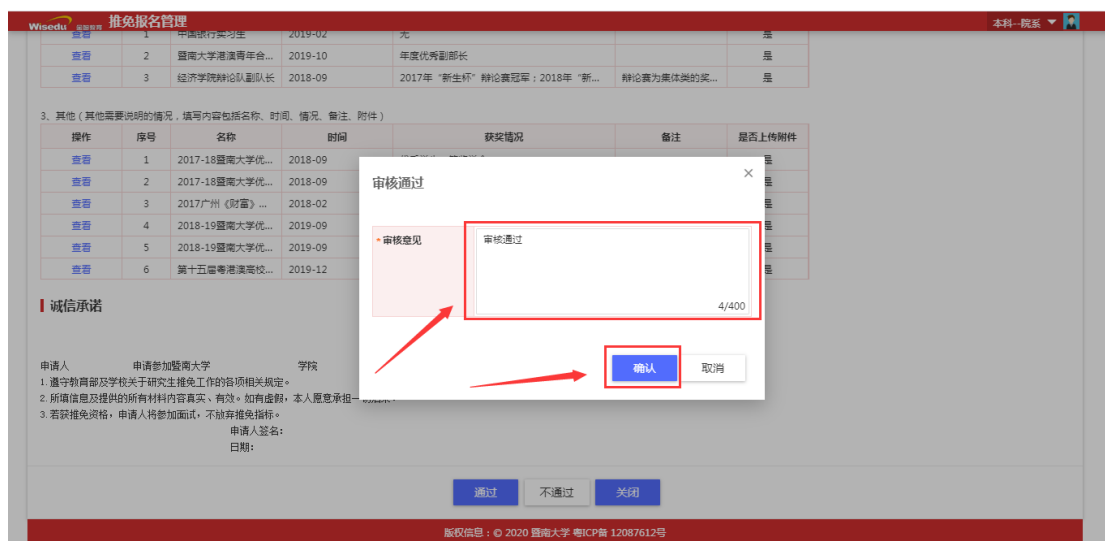 Wisedu 推免报名管理 本科--院系
查看 1 中国银行实习生 2019-02 无 是
查看 2 暨南大学港澳青年合... 2019-10 年度优秀副部长 是
查看 3 经济学院辩论队副队长 2018-09 2017年“新生杯”辩论赛冠军；2018年“新... 辩论赛为集体类的奖... 是
3、其他（其他需要说明的情况，填写内容包括名称、时间、情况、备注、附件）
操作 序号 名称 时间 获奖情况 备注 是否上传附件
查看 1 2017-18暨南大学优... 2018-09 是
查看 2 2017-18暨南大学优... 2018-09 是
查看 3 2017广州《财富》... 2018-02 是
查看 4 2018-19暨南大学优... 2019-09 是
查看 5 2018-19暨南大学优... 2019-09 是
查看 6 第十五届粤港澳高校... 2019-12 是
审核通过 ×
*审核意见 审核通过
4/400
确认 取消
诚信承诺
申请人 申请参加暨南大学 学院
1. 遵守教育部及学校关于研究生推免工作的各项相关规定。
2. 所填信息及提供的所有材料内容真实、有效。如有虚假，本人愿意承担一
3. 若获推免资格，申请人将参加面试，不放弃推免指标。
申请人签名：
日期：
通过 不通过 关闭
版权信息：© 2020 暨南大学 粤ICP备 12087612号